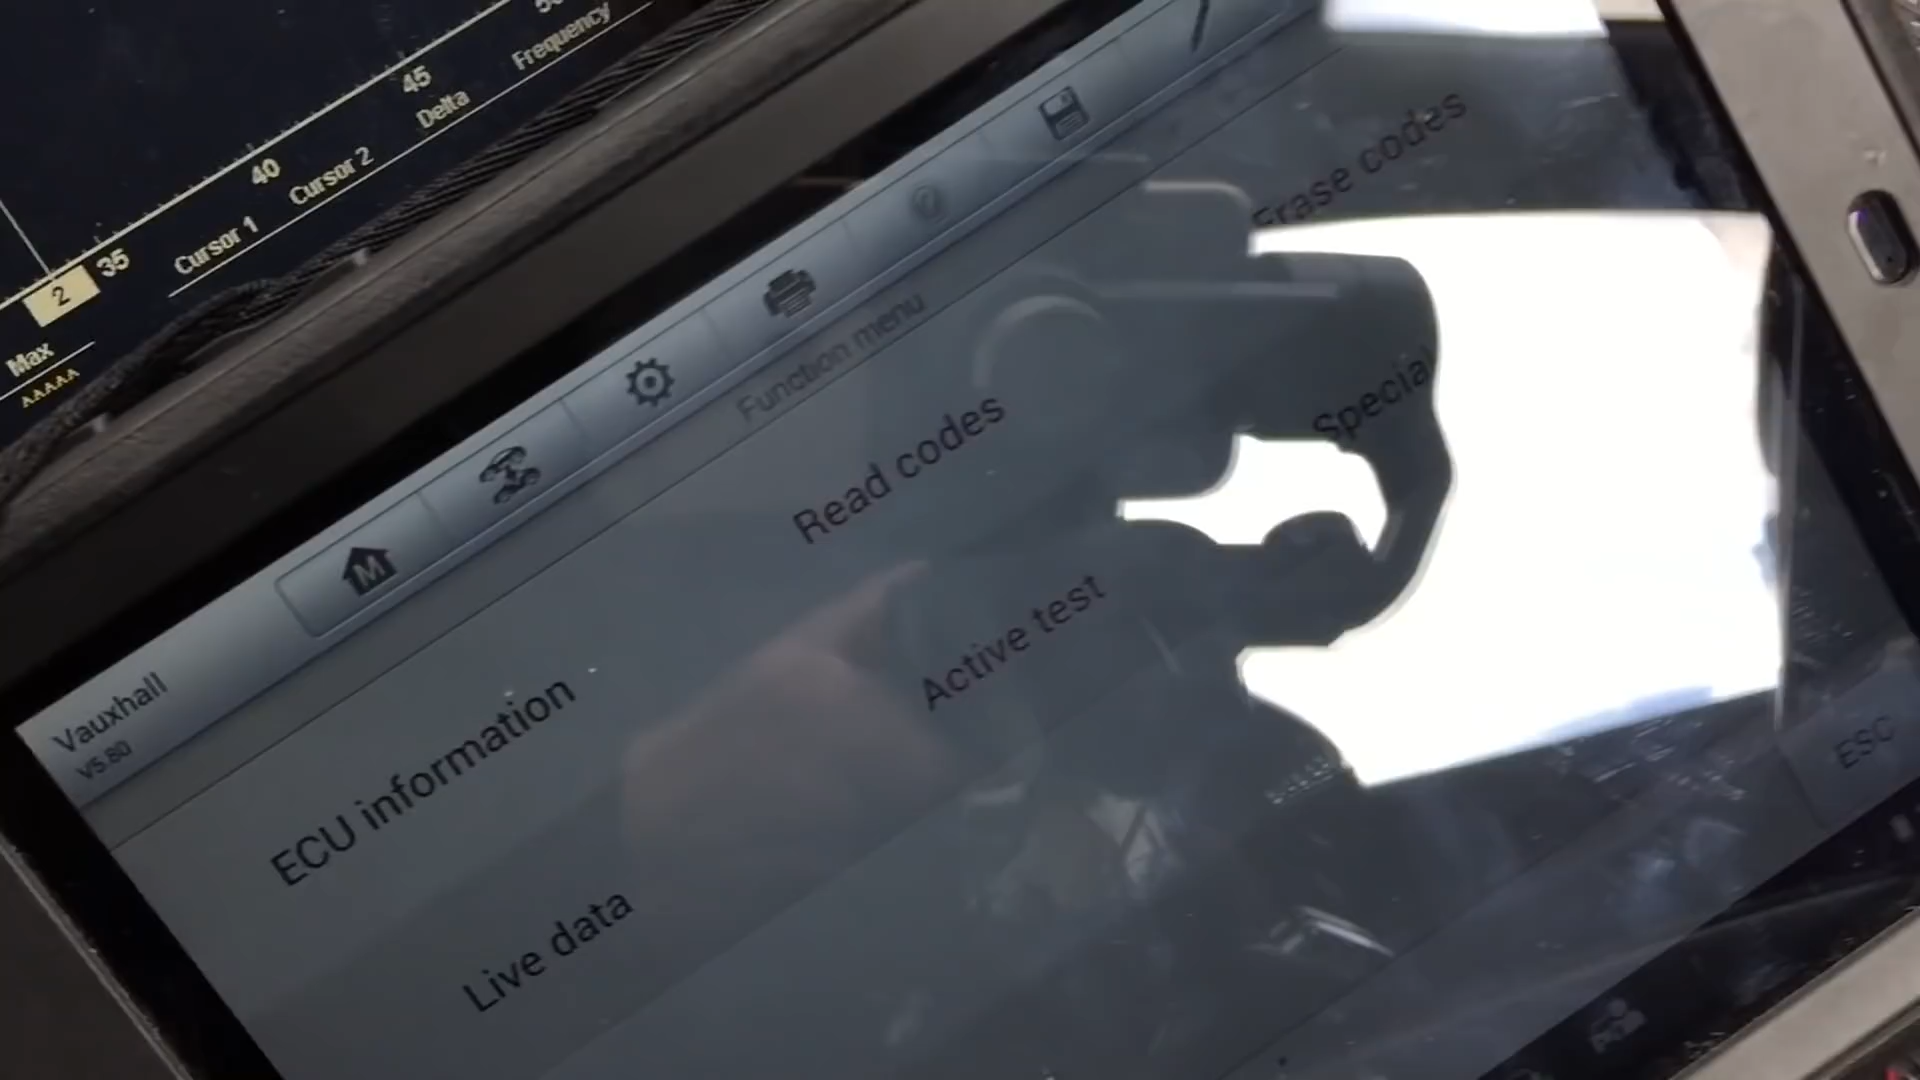 35
40
45
2
Max
Cursor 1
Cursor 2
Delta
Frequency
Vauxhall
V5.80
M
Function menu
ECU information
Read codes
Erase codes
Live data
Active test
Special
ESC